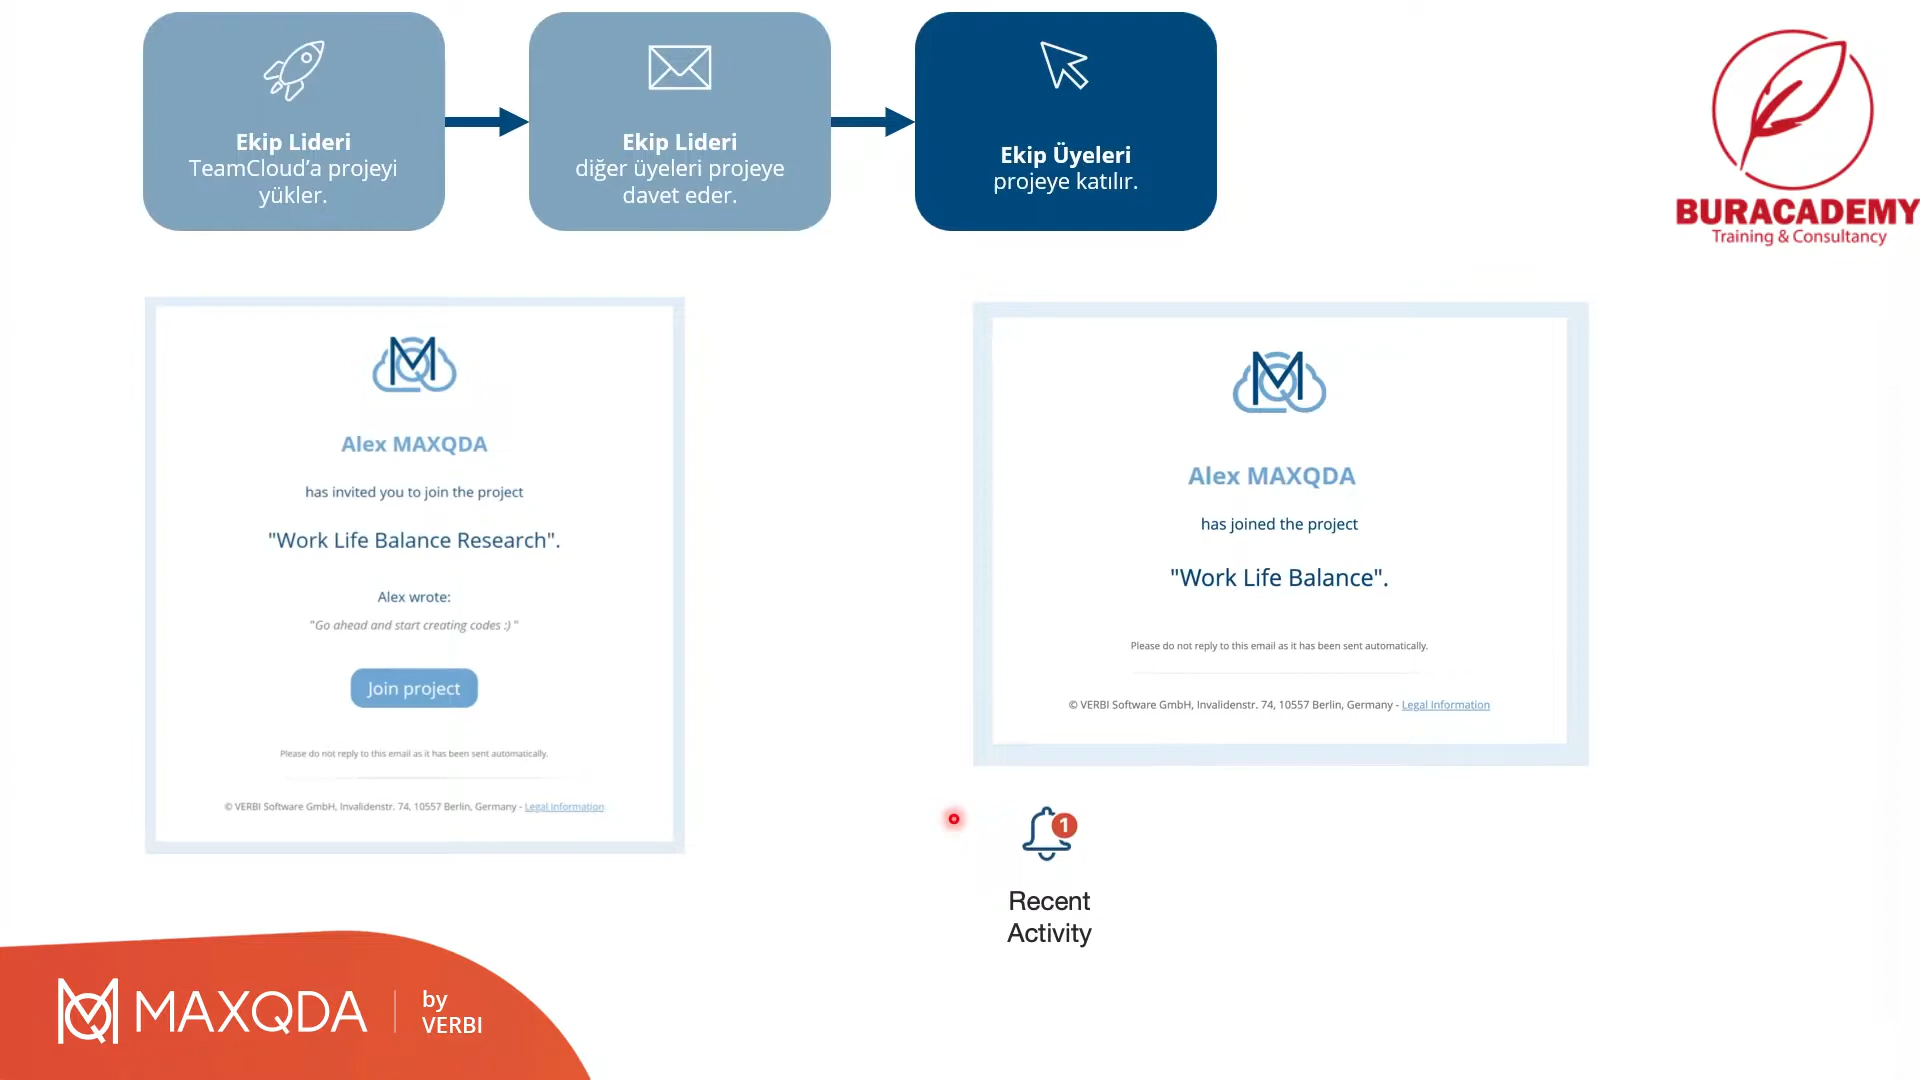 Ekip Lideri
TeamCloud’a projeyi
yükler.
Ekip Lideri
diğer üyeleri projeye
davet eder.
Ekip Üyeleri
projeye katılır.
BURACADEMY
Training & Consultancy
Alex MAXQDA
has invited you to join the project
"Work Life Balance Research".
Alex wrote:
"Go ahead and start creating codes :) "
Join project
Please do not reply to this email as it has been sent automatically.
© VERBI Software GmbH, Invalidenstr. 74, 10557 Berlin, Germany - Legal Information
Alex MAXQDA
has joined the project
"Work Life Balance".
Please do not reply to this email as it has been sent automatically.
© VERBI Software GmbH, Invalidenstr. 74, 10557 Berlin, Germany - Legal Information
1
Recent
Activity
MAXQDA
by
VERBI